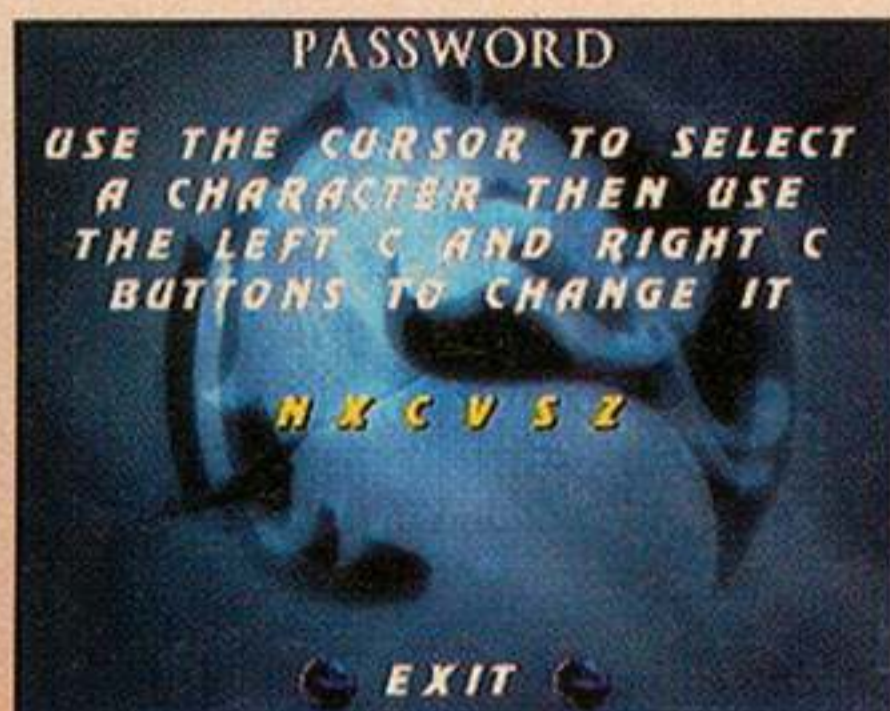 PASSWORD
USE THE CURSOR TO SELECT
A CHARACTER THEN USE
THE LEFT C AND RIGHT C
BUTTONS TO CHANGE IT
N X C V S Z
EXIT